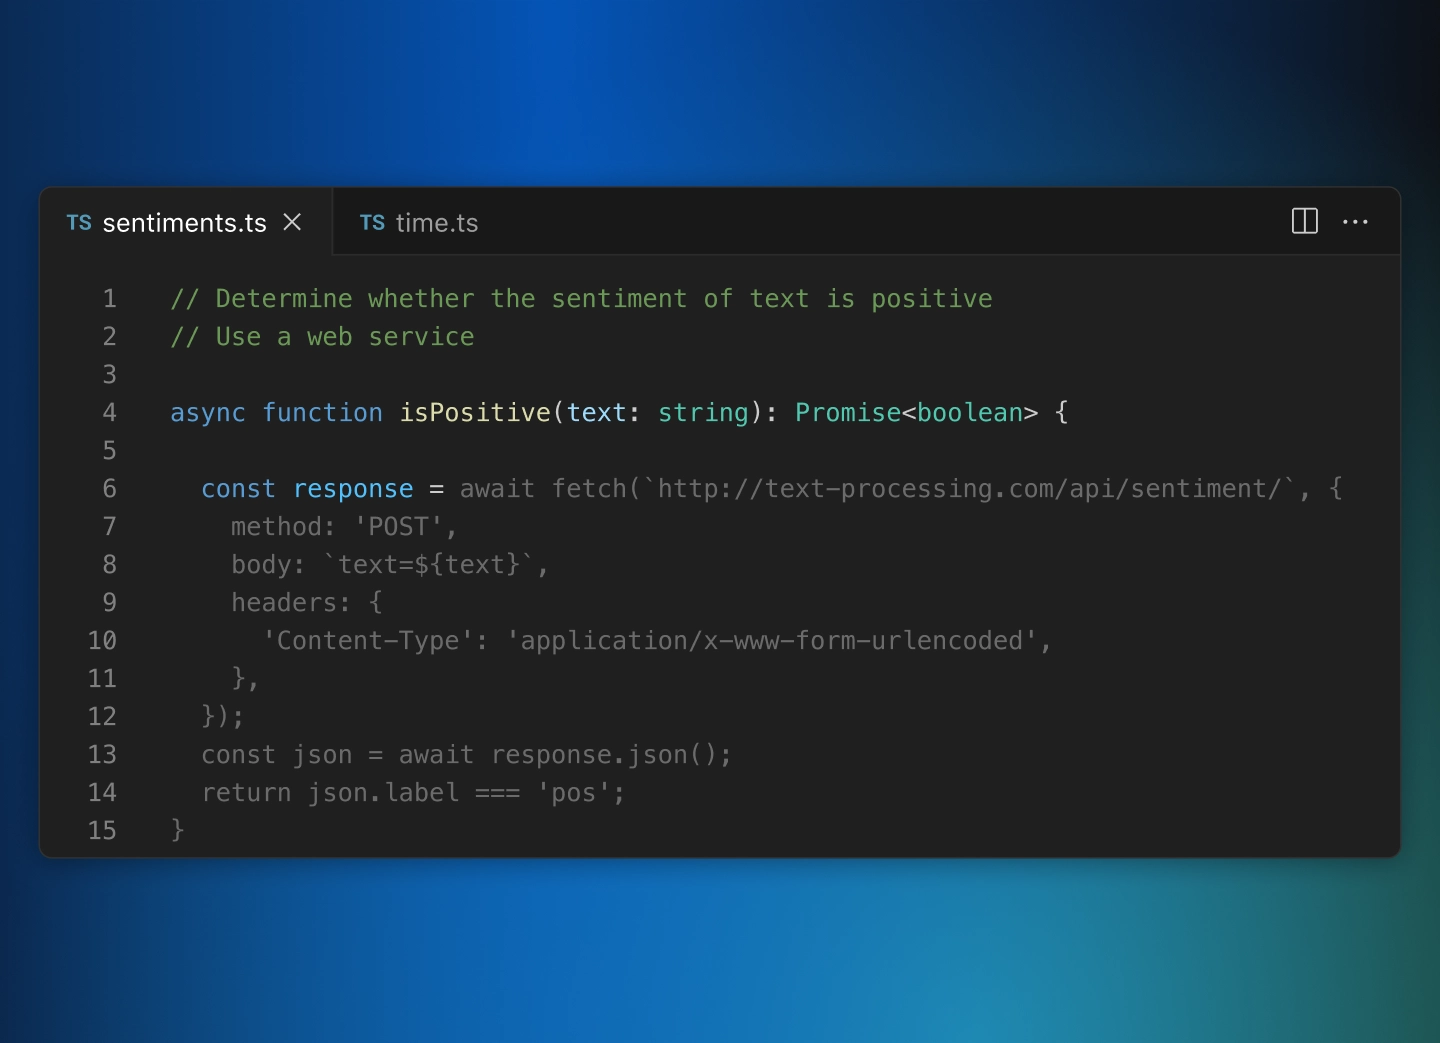 TS sentiments.ts × TS time.ts ···
1 // Determine whether the sentiment of text is positive
2 // Use a web service
3
4 async function isPositive(text: string): Promise<boolean> {
5
6   const response = await fetch(`http://text-processing.com/api/sentiment/`, {
7     method: 'POST',
8     body: `text=${text}`,
9     headers: {
10       'Content-Type': 'application/x-www-form-urlencoded',
11     },
12   });
13   const json = await response.json();
14   return json.label === 'pos';
15 }